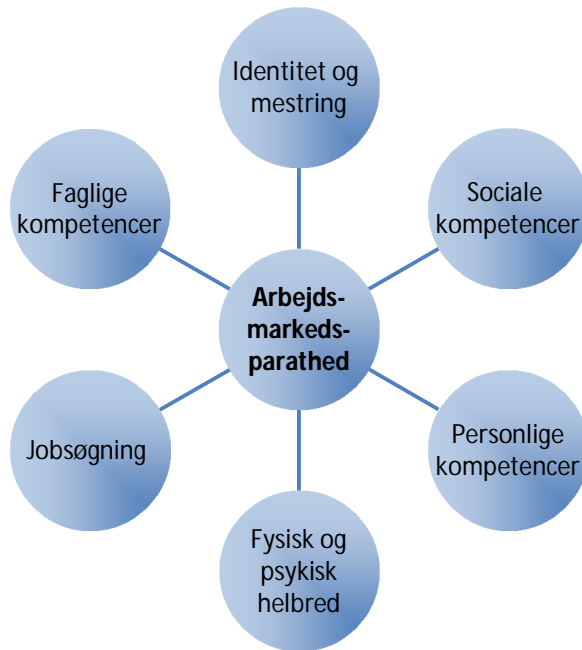 Identitet og
mestring
Faglige
kompetencer
Sociale
kompetencer
Arbejds-
markeds-
parathed
Jobsøgning
Personlige
kompetencer
Fysisk og
psykisk
helbred